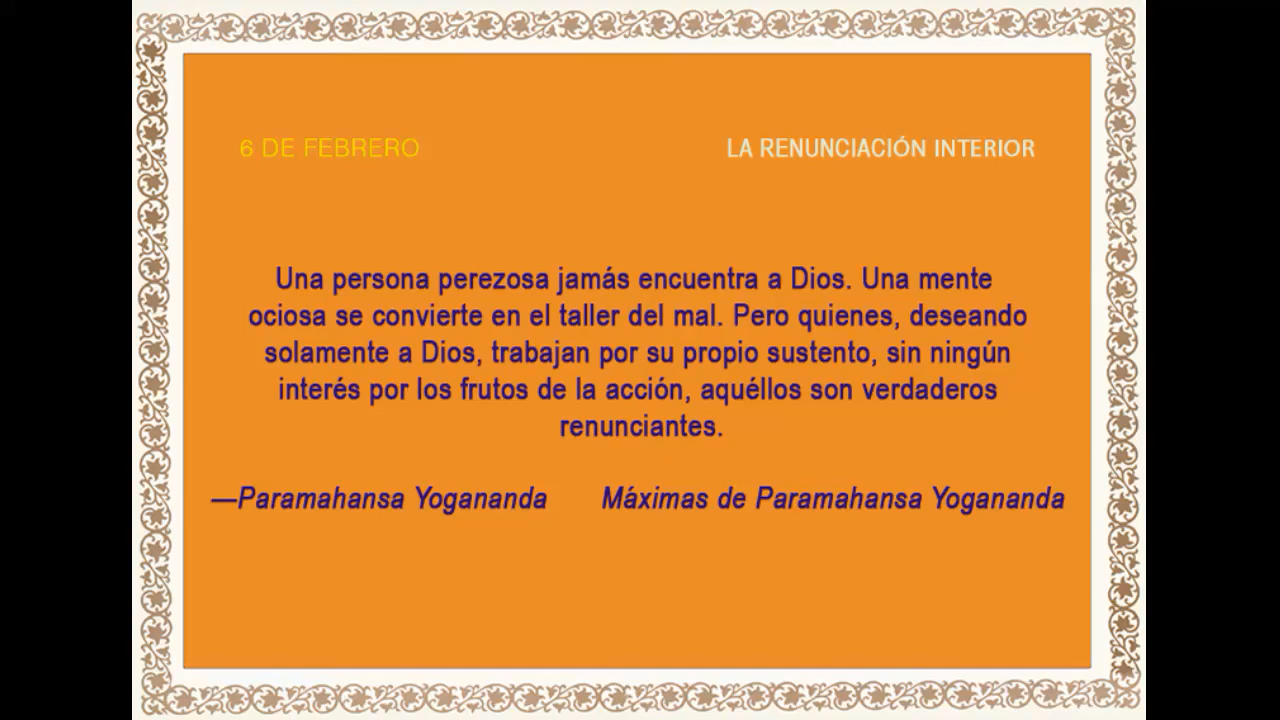 6 DE FEBRERO
LA RENUNCIACIÓN INTERIOR
Una persona perezosa jamás encuentra a Dios. Una mente
ociosa se convierte en el taller del mal. Pero quienes, deseando
solamente a Dios, trabajan por su propio sustento, sin ningún
interés por los frutos de la acción, aquéllos son verdaderos
renunciantes.
—Paramahansa Yogananda
Máximas de Paramahansa Yogananda